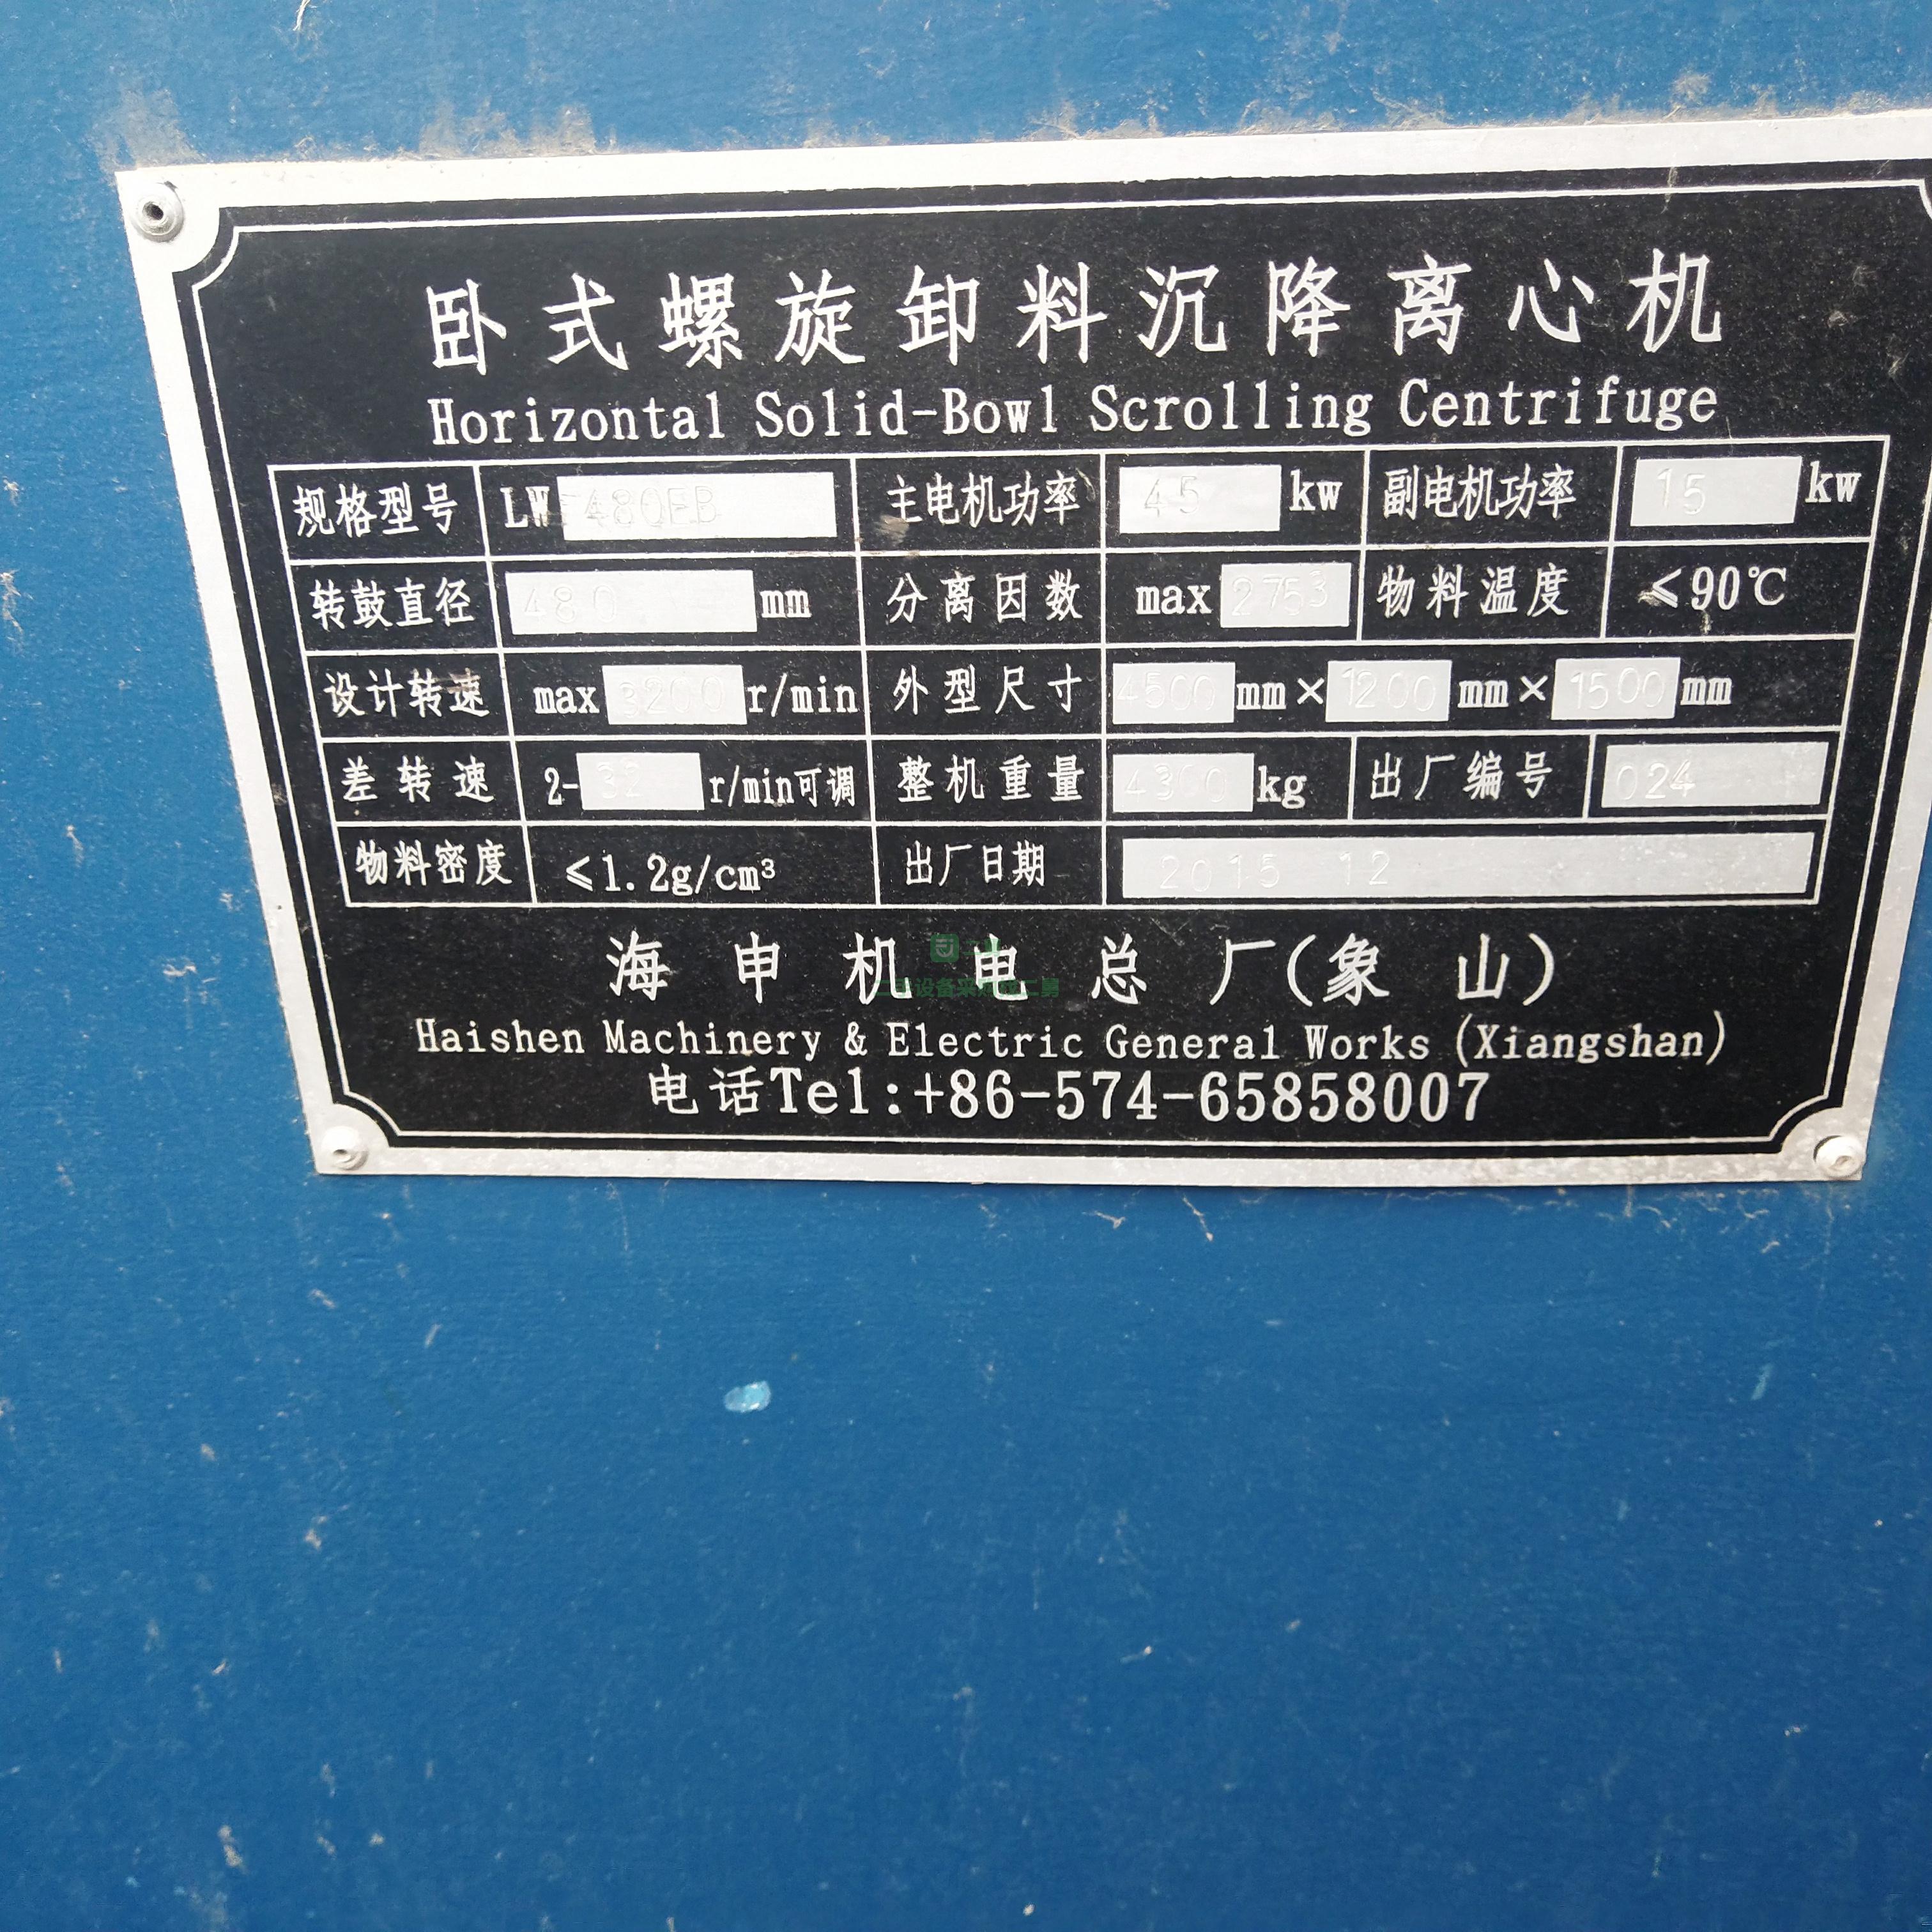 卧式螺旋卸料沉降离心机
Horizontal Solid-Bowl Scrolling Centrifuge
规格型号 LWF480EB 主电机功率 45 kw 副电机功率 15 kw
转鼓直径 480 mm 分离因数 max 2753 物料温度 ≤90℃
设计转速 max 3200 r/min 外型尺寸 4500 mm×1200 mm×1500 mm
差转速 2-32 r/min可调 整机重量 4300 kg 出厂编号 024
物料密度 ≤1.2g/cm³ 出厂日期 2015 12
海申机电总厂(象山)
Haishen Machinery & Electric General Works (Xiangshan)
电话Tel:+86-574-65858007